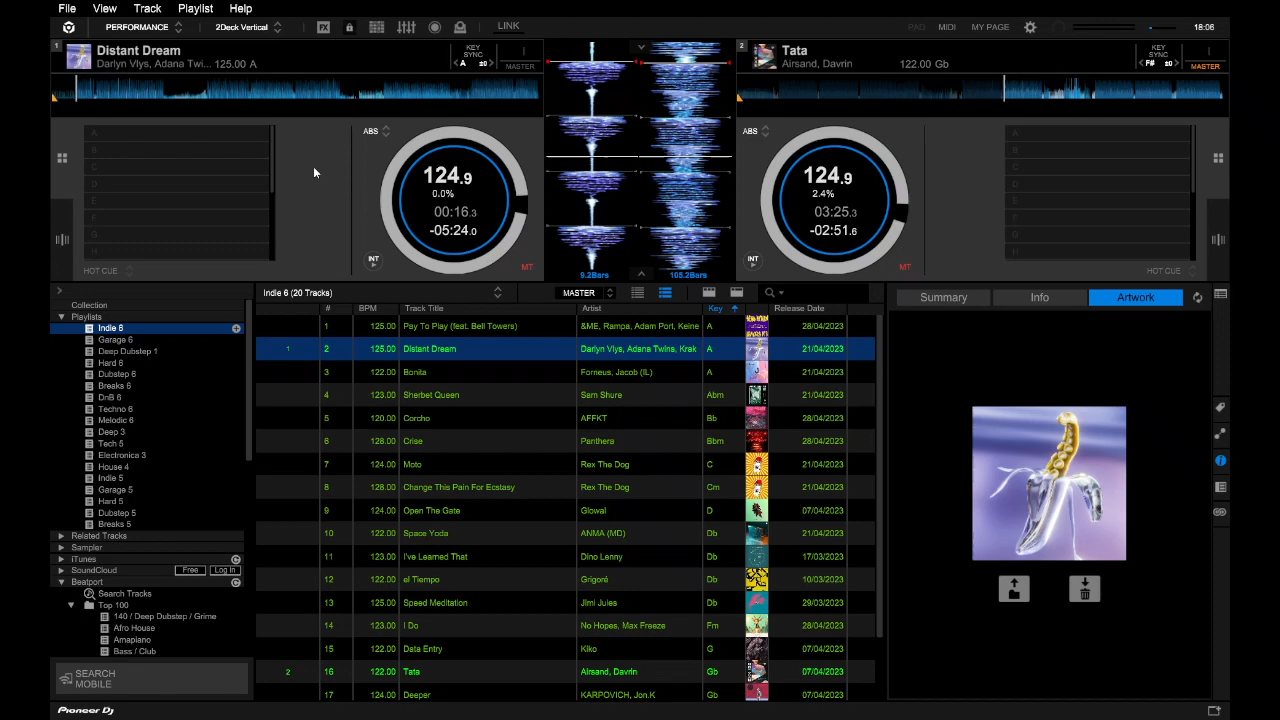 File View Track Playlist Help
PERFORMANCE 2Deck Vertical FX LINK PAD MIDI MY PAGE 18:06
1 Distant Dream KEY SYNC
Darlyn Vlys, Adana Twi... 125.00 A A ±0 MASTER
2 Tata KEY SYNC
Airsand, Davrin 122.00 Gb F# ±0 MASTER
A
B
C
D
E
F
G
H
HOT CUE
ABS
124.9
0.0%
00:16.3
-05:24.0
INT MT
9.2Bars 105.2Bars
ABS
124.9
2.4%
03:25.3
-02:51.6
INT MT
A
B
C
D
E
F
G
H
HOT CUE
Collection
Playlists
Indie 6
Garage 6
Deep Dubstep 1
Hard 6
Dubstep 6
Breaks 6
DnB 6
Techno 6
Melodic 6
Deep 3
Tech 5
Electronica 3
House 4
Indie 5
Garage 5
Hard 5
Dubstep 5
Breaks 5
Related Tracks
Sampler
iTunes
SoundCloud Free Log In
Beatport
Search Tracks
Top 100
140 / Deep Dubstep / Grime
Afro House
Amapiano
Bass / Club
SEARCH
MOBILE
Indie 6 (20 Tracks) MASTER
# BPM Track Title Artist Key Release Date
1 125.00 Pay To Play (feat. Bell Towers) &ME, Rampa, Adam Port, Keine A 28/04/2023
1 2 125.00 Distant Dream Darlyn Vlys, Adana Twins, Krak A 21/04/2023
3 122.00 Bonita Forneus, Jacob (IL) A 21/04/2023
4 123.00 Sherbet Queen Sam Shure Abm 21/04/2023
5 120.00 Corcho AFFKT Bb 28/04/2023
6 128.00 Crise Panthera Bbm 28/04/2023
7 124.00 Moto Rex The Dog C 21/04/2023
8 128.00 Change This Pain For Ecstasy Rex The Dog Cm 21/04/2023
9 124.00 Open The Gate Glowal D 07/04/2023
10 122.00 Space Yoda ANMA (MD) Db 07/04/2023
11 123.00 I've Learned That Dino Lenny Db 17/03/2023
12 122.00 el Tiempo Grigoré Db 10/03/2023
13 125.00 Speed Meditation Jimi Jules Db 29/03/2023
14 123.00 I Do No Hopes, Max Freeze Fm 28/04/2023
15 122.00 Data Entry Kiko G 07/04/2023
2 16 122.00 Tata Airsand, Davrin Gb 07/04/2023
17 124.00 Deeper KARPOVICH, Jon.K Gb 07/04/2023
Summary Info Artwork
Pioneer Dj